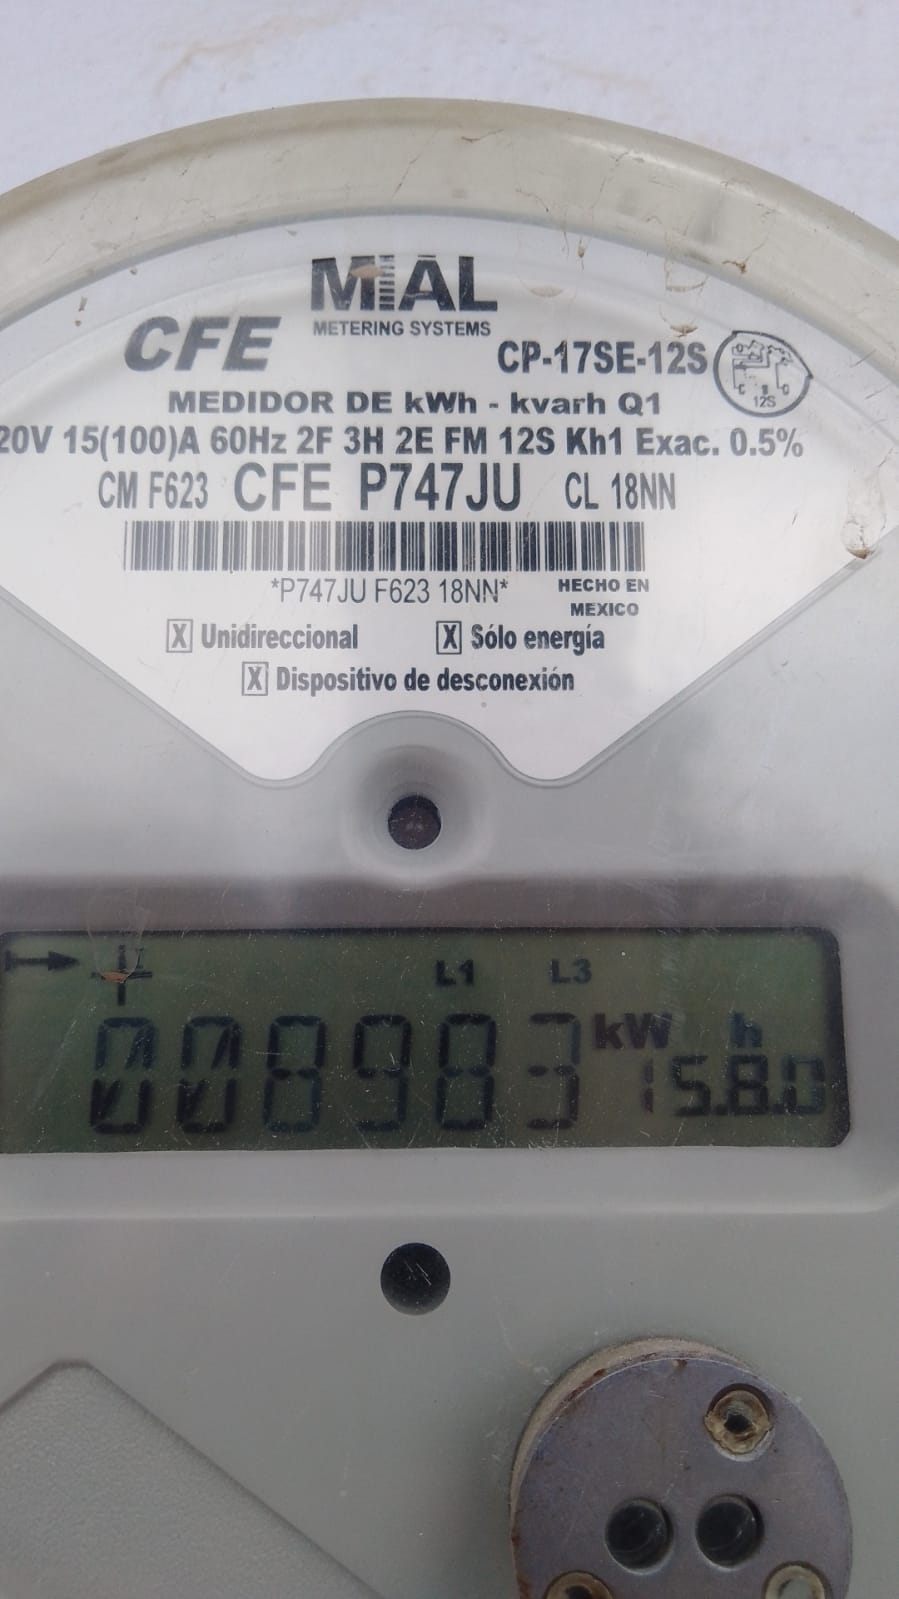 MIAL
METERING SYSTEMS
CFE
CP-17SE-12S
12S
MEDIDOR DE kWh - kvarh Q1
20V 15(100)A 60Hz 2F 3H 2E FM 12S Kh1 Exac. 0.5%
CM F623 CFE P747JU CL 18NN
*P747JU F623 18NN*
HECHO EN
MEXICO
X Unidireccional X Sólo energía
X Dispositivo de desconexión
L1 L3
008983 kW h
15.8.0